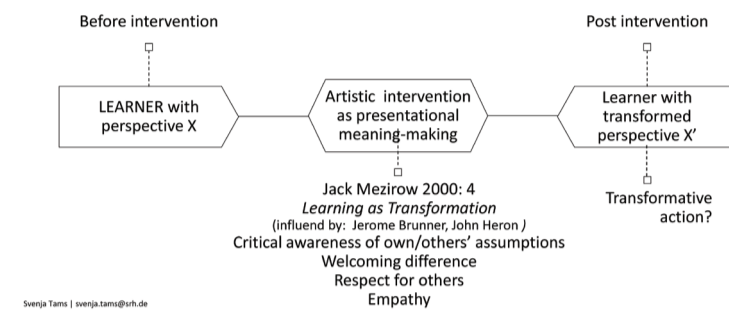 Before intervention
Post intervention
LEARNER with
perspective X
Artistic intervention
as presentational
meaning-making
Learner with
transformed
perspective X’
Jack Mezirow 2000: 4
Learning as Transformation
(influend by: Jerome Brunner, John Heron )
Critical awareness of own/others’ assumptions
Welcoming difference
Respect for others
Empathy
Transformative
action?
Svenja Tams | svenja.tams@srh.de